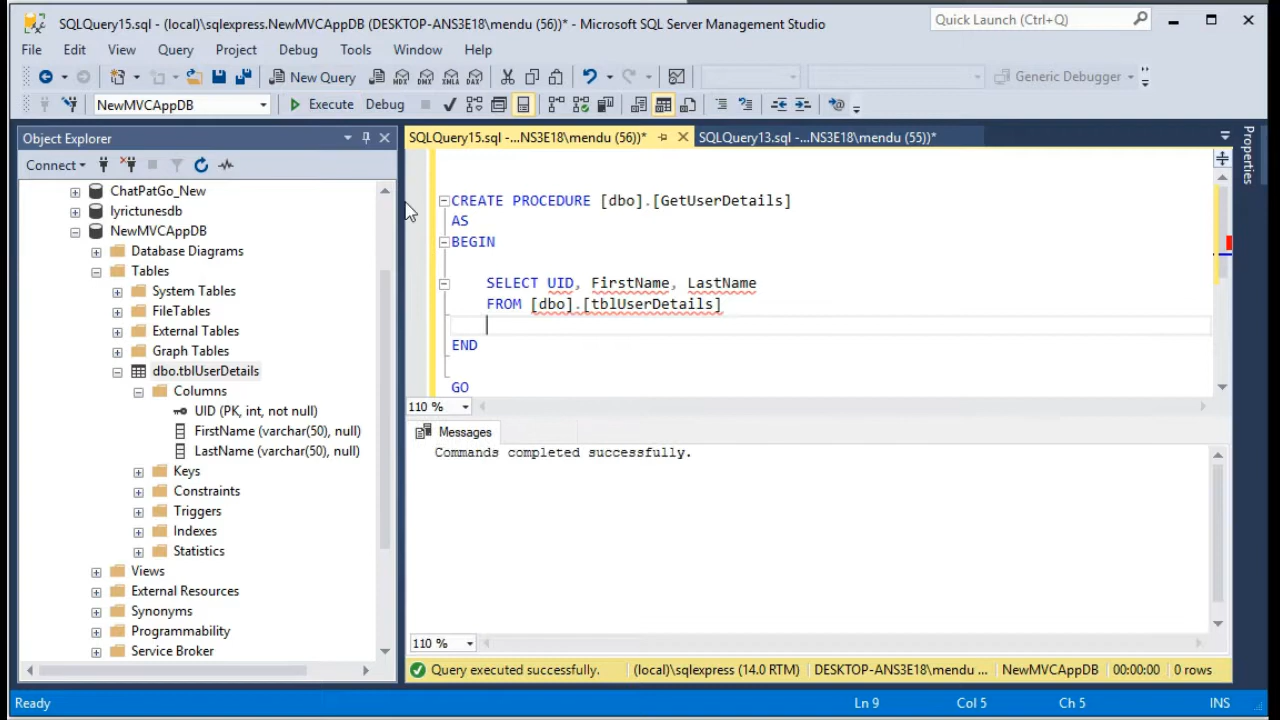 SQLQuery15.sql - (local)\sqlexpress.NewMVCAppDB (DESKTOP-ANS3E18\mendu (56))* - Microsoft SQL Server Management Studio
Quick Launch (Ctrl+Q)
File Edit View Query Project Debug Tools Window Help
New Query MDX DMX XMLA DAX Generic Debugger
NewMVCAppDB Execute Debug
Object Explorer
SQLQuery15.sql -...NS3E18\mendu (56))*
SQLQuery13.sql -...NS3E18\mendu (55))*
Properties
Connect
ChatPatGo_New
lyrictunesdb
NewMVCAppDB
Database Diagrams
Tables
System Tables
FileTables
External Tables
Graph Tables
dbo.tblUserDetails
Columns
UID (PK, int, not null)
FirstName (varchar(50), null)
LastName (varchar(50), null)
Keys
Constraints
Triggers
Indexes
Statistics
Views
External Resources
Synonyms
Programmability
Service Broker
CREATE PROCEDURE [dbo].[GetUserDetails]
AS
BEGIN
SELECT UID, FirstName, LastName
FROM [dbo].[tblUserDetails]
END
GO
110 %
Messages
Commands completed successfully.
110 %
Query executed successfully. (local)\sqlexpress (14.0 RTM) DESKTOP-ANS3E18\mendu ... NewMVCAppDB 00:00:00 0 rows
Ready Ln 9 Col 5 Ch 5 INS